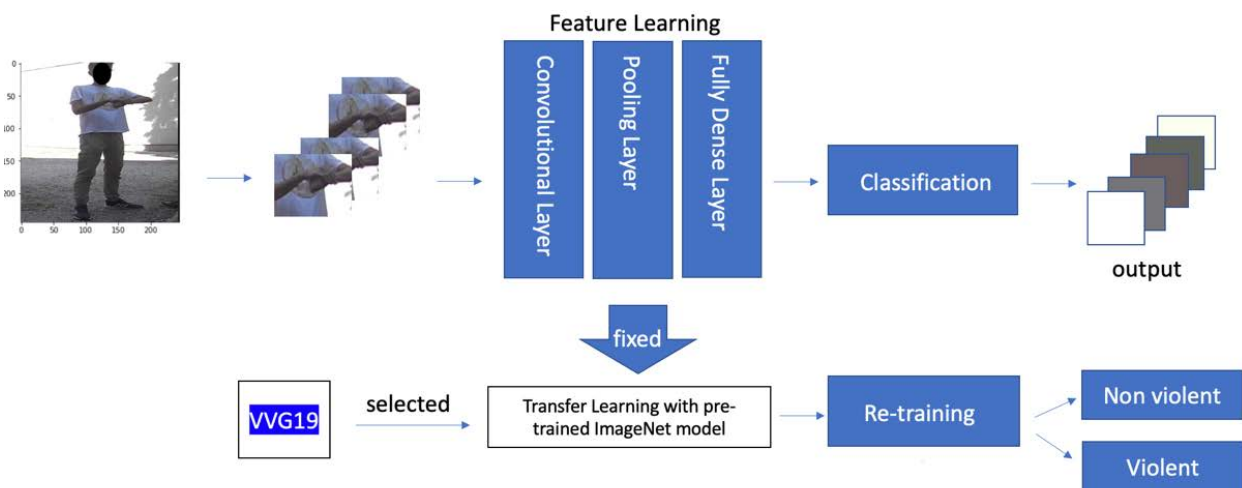 Feature Learning
Convolutional Layer
Pooling Layer
Fully Dense Layer
0
50
100
150
200
0 50 100 150 200
Classification
output
fixed
VVG19
selected
Transfer Learning with pre-
trained ImageNet model
Re-training
Non violent
Violent